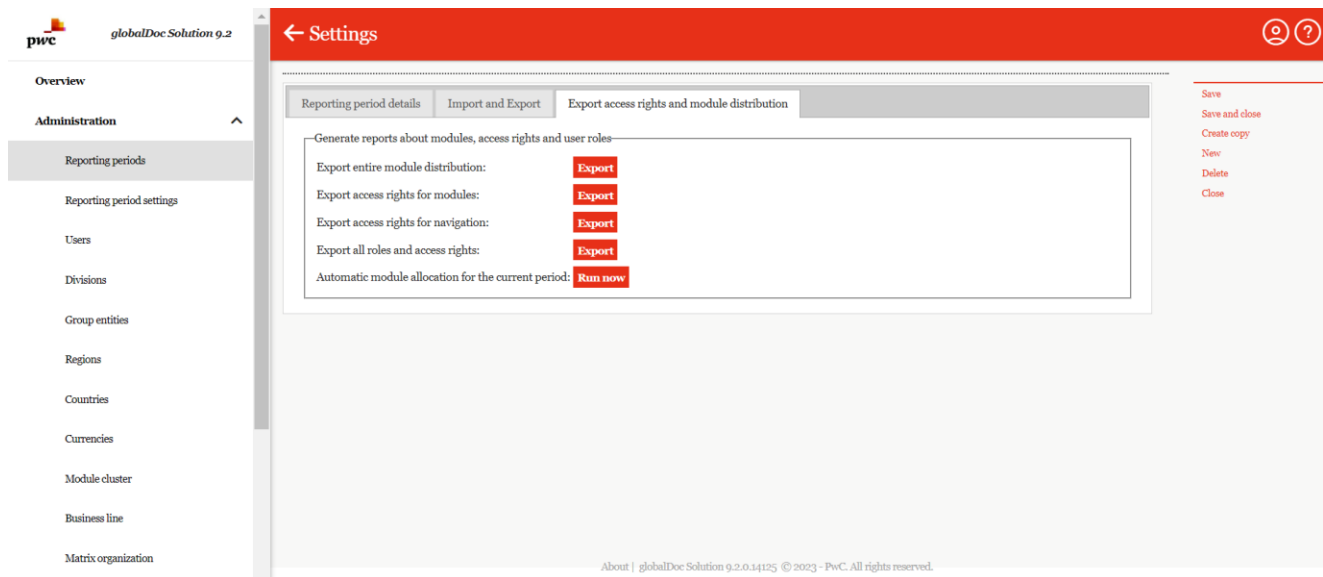 pwc
globalDoc Solution 9.2
Overview
Administration
Reporting periods
Reporting period settings
Users
Divisions
Group entities
Regions
Countries
Currencies
Module cluster
Business line
Matrix organization
Settings
?
Reporting period details
Import and Export
Export access rights and module distribution
Generate reports about modules, access rights and user roles
Export entire module distribution: Export
Export access rights for modules: Export
Export access rights for navigation: Export
Export all roles and access rights: Export
Automatic module allocation for the current period: Run now
Save
Save and close
Create copy
New
Delete
Close
About | globalDoc Solution 9.2.0.14125 © 2023 - PwC. All rights reserved.